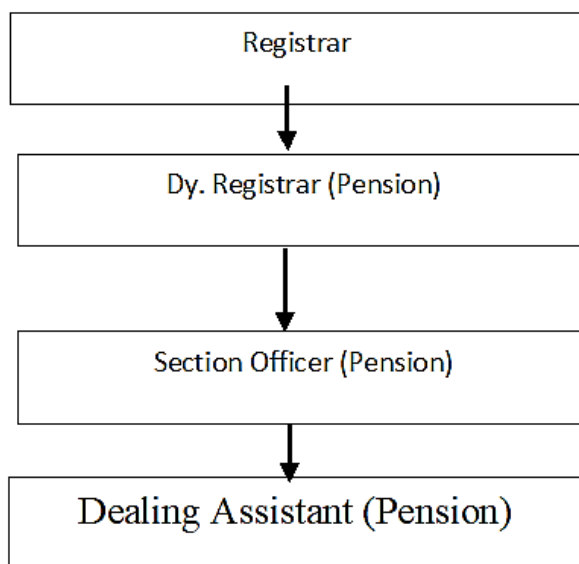 Registrar
Dy. Registrar (Pension)
Section Officer (Pension)
Dealing Assistant (Pension)